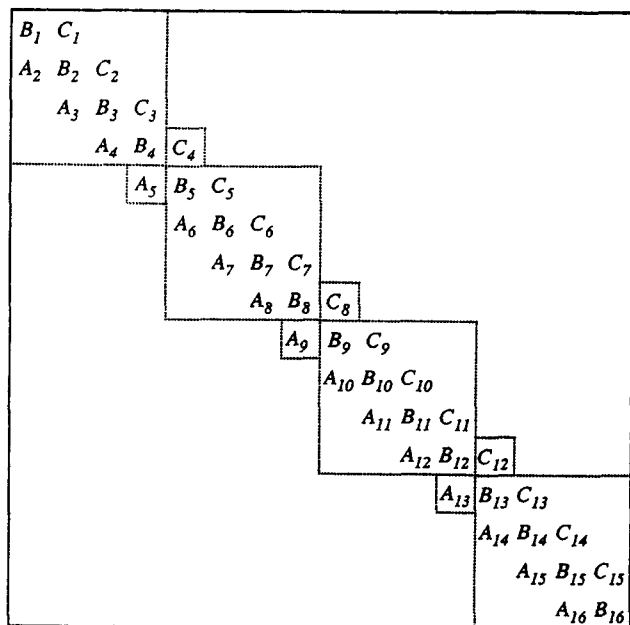 B1 C1
A2 B2 C2
A3 B3 C3
A4 B4 C4
A5 B5 C5
A6 B6 C6
A7 B7 C7
A8 B8 C8
A9 B9 C9
A10 B10 C10
A11 B11 C11
A12 B12 C12
A13 B13 C13
A14 B14 C14
A15 B15 C15
A16 B16